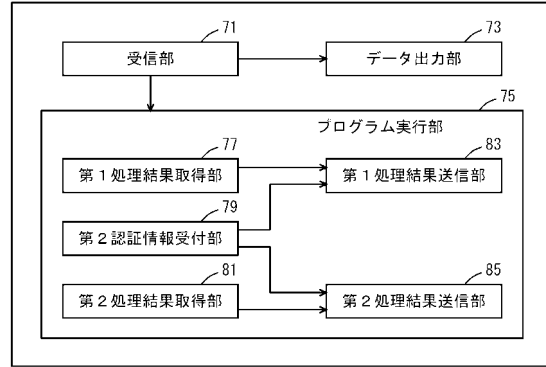 71
73
受信部
データ出力部
75
プログラム実行部
77
83
第1処理結果取得部
第1処理結果送信部
79
第2認証情報受付部
81
85
第2処理結果取得部
第2処理結果送信部